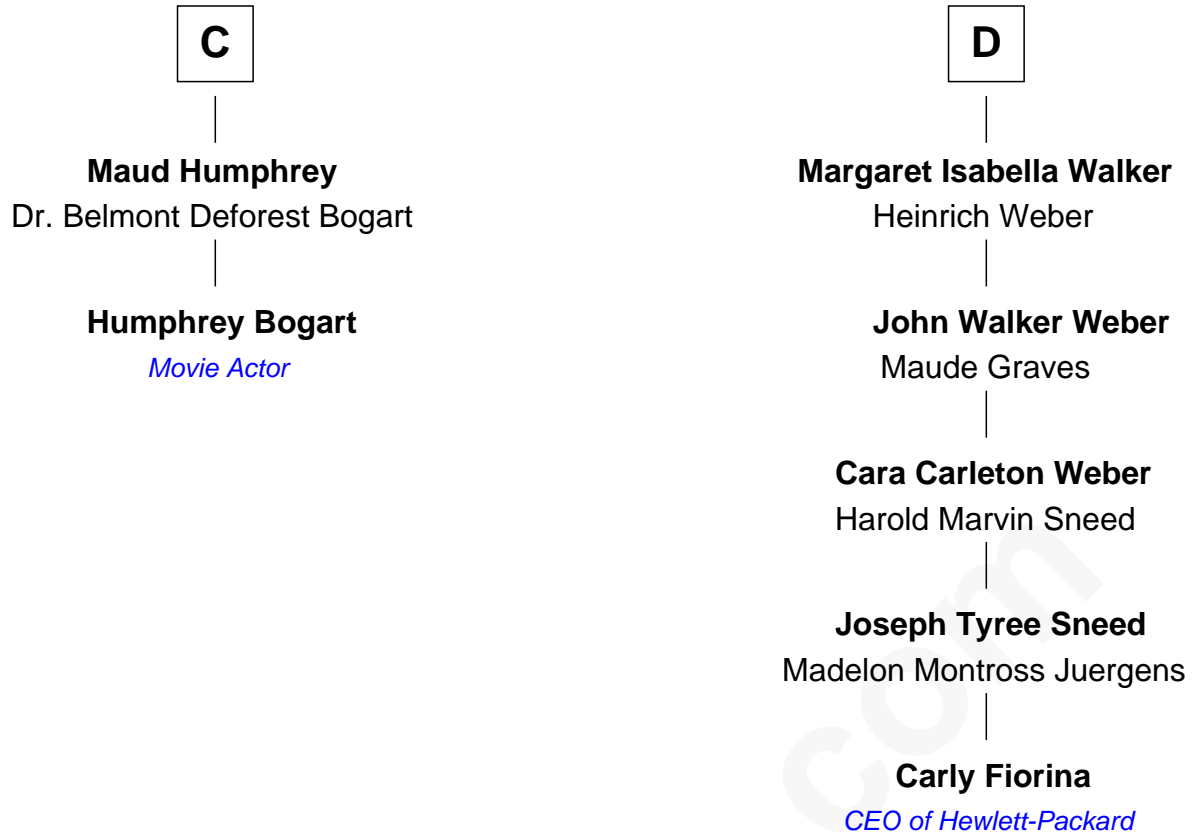 C
Maud Humphrey
Dr. Belmont Deforest Bogart
Humphrey Bogart
Movie Actor
D
Margaret Isabella Walker
Heinrich Weber
John Walker Weber
Maude Graves
Cara Carleton Weber
Harold Marvin Sneed
Joseph Tyree Sneed
Madelon Montross Juergens
Carly Fiorina
CEO of Hewlett-Packard
com